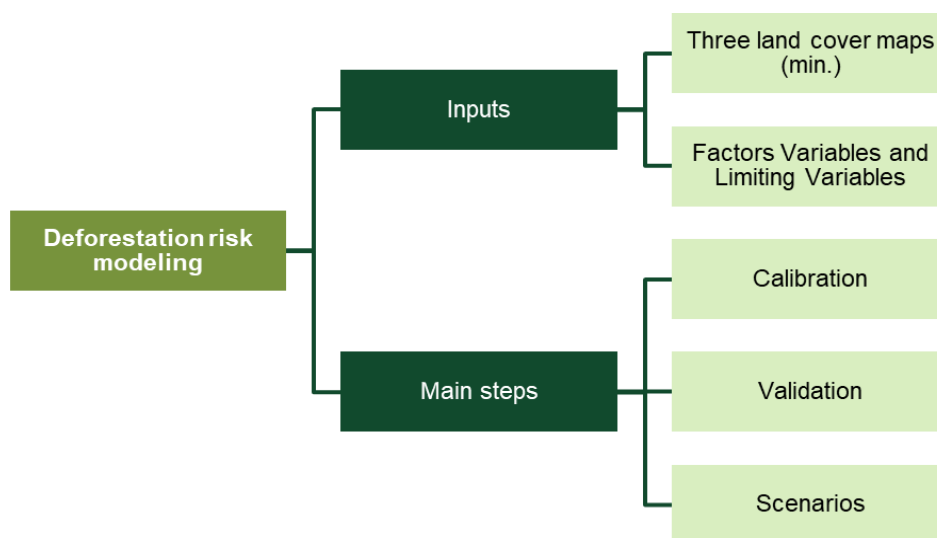 Deforestation risk
modeling
Inputs
Three land cover maps
(min.)
Factors Variables and
Limiting Variables
Main steps
Calibration
Validation
Scenarios